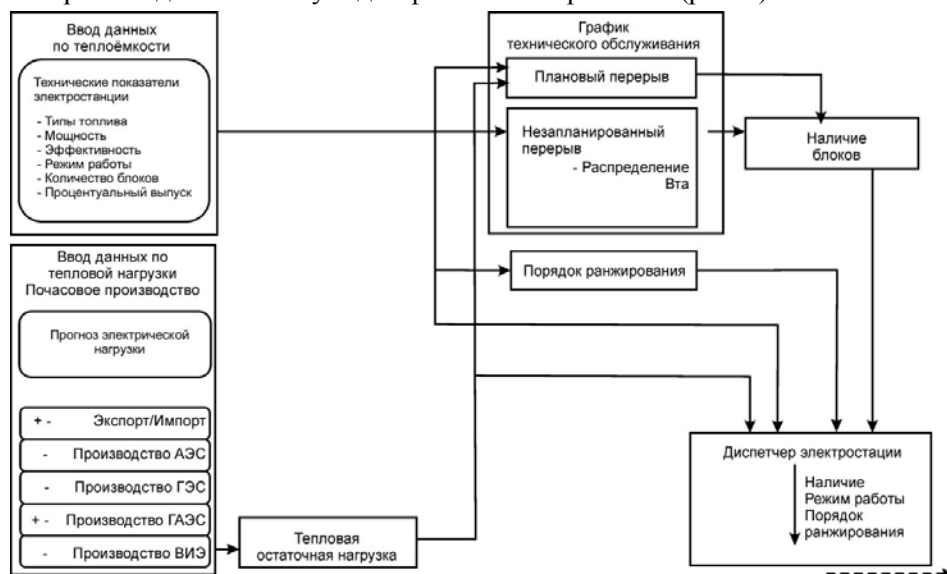 Ввод данных
по теплоёмкости
Технические показатели
электростанции
- Типы топлива
- Мощность
- Эффективность
- Режим работы
- Количество блоков
- Процентуальный выпуск
График
технического обслуживания
Плановый перерыв
Незапланированный
перерыв
- Распределение
Вта
Наличие
блоков
Ввод данных по
тепловой нагрузки
Почасовое производство
Прогноз электрической
нагрузки
+ - Экспорт/Импорт
- Производство АЭС
- Производство ГЭС
+ - Производство ГАЭС
- Производство ВИЭ
Порядок ранжирования
Тепловая
остаточная нагрузка
Диспетчер электростации
Наличие
Режим работы
Порядок
ранжирования